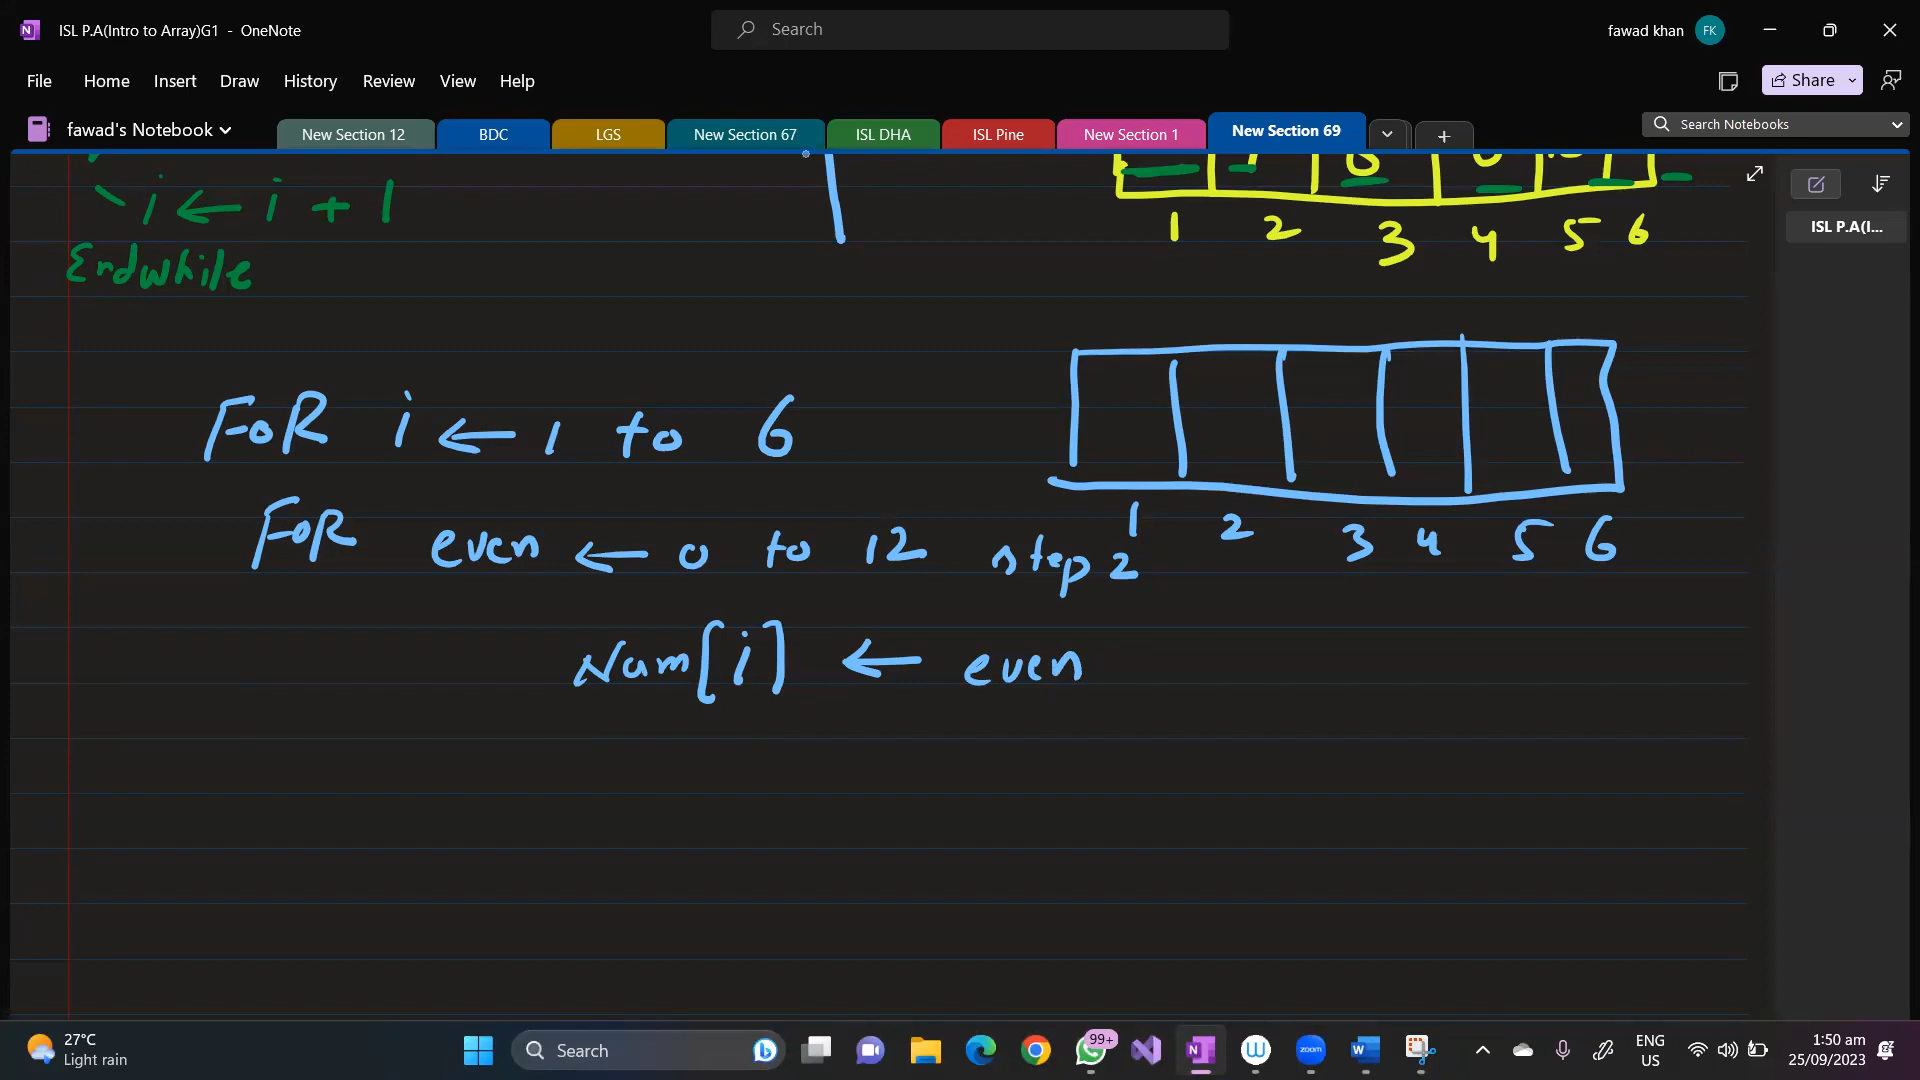 ISL P.A(Intro to Array)G1 - OneNote
Search
fawad khan
FK
File Home Insert Draw History Review View Help
Share
fawad's Notebook
New Section 12
BDC
LGS
New Section 67
ISL DHA
ISL Pine
New Section 1
New Section 69
Search Notebooks
ISL P.A(I...
i ← i + 1
Endwhile
1 2 3 4 5 6
FOR i ← 1 to 6
FOR even ← 0 to 12 step 2
1 2 3 4 5 6
Num[i] ← even
27°C
Light rain
Search
99+
zoom
ENG
US
1:50 am
25/09/2023